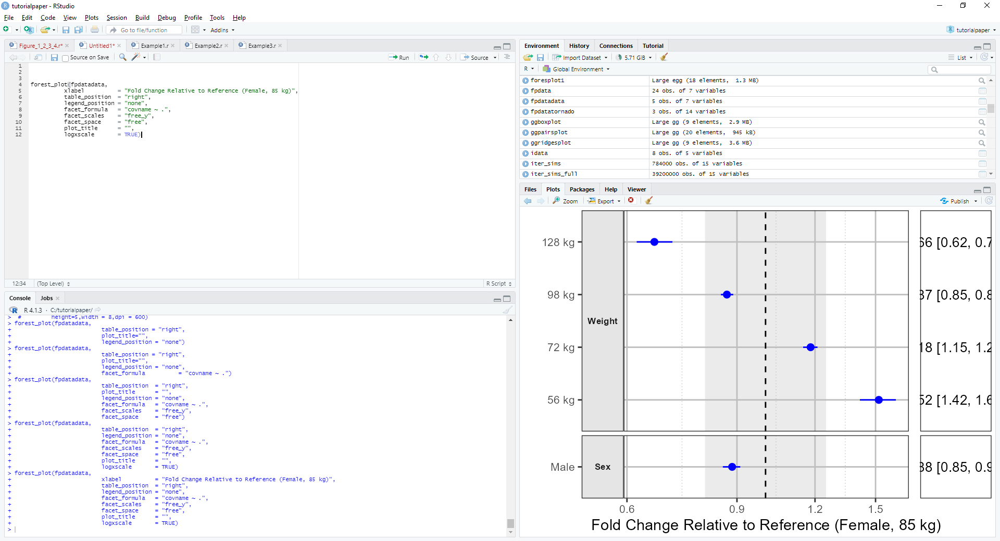 tutorialpaper - RStudio
File Edit Code View Plots Session Build Debug Profile Tools Help
Go to file/function Addins tutorialpaper
Figure_1_2_3_4.r* Untitled1* Example1.r Example2.r Example3.r
Source on Save Run Source
1
2
3
4 forest_plot(fpdatadata,
5 xlabel = "Fold Change Relative to Reference (Female, 85 kg)",
6 table_position = "right",
7 legend_position = "none",
8 facet_formula = "covname ~ .",
9 facet_scales = "free_y",
10 facet_space = "free",
11 plot_title = "",
12 logxscale = TRUE)
12:34 (Top Level) R Script
Console Jobs
R 4.1.3 · C:/tutorialpaper/
> # height=5,width = 8,dpi = 600)
> forest_plot(fpdatadata,
+ table_position = "right",
+ plot_title="",
+ legend_position = "none")
> forest_plot(fpdatadata,
+ table_position = "right",
+ plot_title="",
+ legend_position = "none",
+ facet_formula = "covname ~ .")
> forest_plot(fpdatadata,
+ table_position = "right",
+ plot_title = "",
+ legend_position = "none",
+ facet_formula = "covname ~ .",
+ facet_scales = "free_y",
+ facet_space = "free")
> forest_plot(fpdatadata,
+ table_position = "right",
+ legend_position = "none",
+ facet_formula = "covname ~ .",
+ facet_scales = "free_y",
+ facet_space = "free",
+ plot_title = "",
+ logxscale = TRUE)
> forest_plot(fpdatadata,
+ xlabel = "Fold Change Relative to Reference (Female, 85 kg)",
+ table_position = "right",
+ legend_position = "none",
+ facet_formula = "covname ~ .",
+ facet_scales = "free_y",
+ facet_space = "free",
+ plot_title = "",
+ logxscale = TRUE)
>
Environment History Connections Tutorial
Import Dataset 5.71 GiB List
R Global Environment
foresplot1 Large egg (18 elements, 1.3 MB)
fpdata 24 obs. of 7 variables
fpdatadata 5 obs. of 7 variables
fpdatatornado 3 obs. of 14 variables
ggboxplot Large gg (9 elements, 2.9 MB)
ggpairsplot Large gg (20 elements, 945 kB)
ggridgesplot Large gg (9 elements, 3.6 MB)
idata 8 obs. of 5 variables
iter_sims 784000 obs. of 15 variables
iter_sims_full 39200000 obs. of 15 variables
Files Plots Packages Help Viewer
Zoom Export Publish
128 kg 66 [0.62, 0.7
98 kg 87 [0.85, 0.8
Weight
72 kg 18 [1.15, 1.2
56 kg 52 [1.42, 1.6
Male Sex 88 [0.85, 0.9
0.6 0.9 1.2 1.5
Fold Change Relative to Reference (Female, 85 kg)